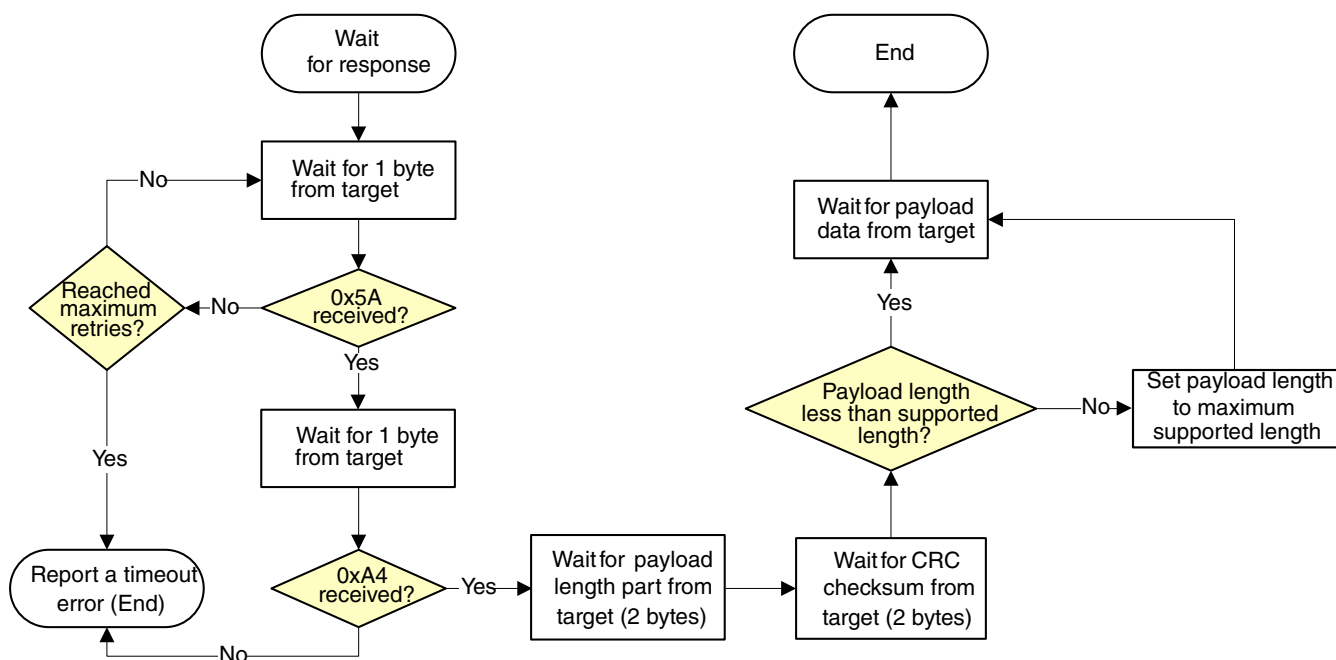 Wait
for response
Wait for 1 byte
from target
No
Reached
maximum
retries?
No
0x5A
received?
Yes
Wait for 1 byte
from target
Yes
Report a timeout
error (End)
0xA4
received?
No
Yes
Wait for payload
length part from
target (2 bytes)
Wait for CRC
checksum from
target (2 bytes)
Payload length
less than supported
length?
No
Set payload length
to maximum
supported length
Yes
Wait for payload
data from target
End